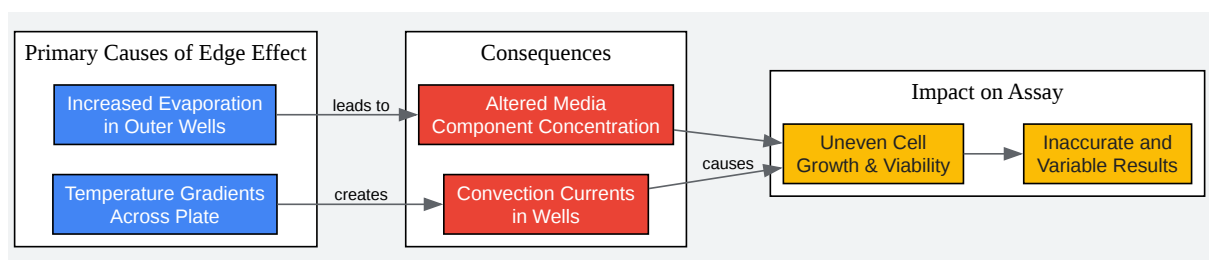 Primary Causes of Edge Effect
Increased Evaporation
in Outer Wells
Temperature Gradients
Across Plate
leads to
creates
Consequences
Altered Media
Component Concentration
Convection Currents
in Wells
causes
Impact on Assay
Uneven Cell
Growth & Viability
Inaccurate and
Variable Results